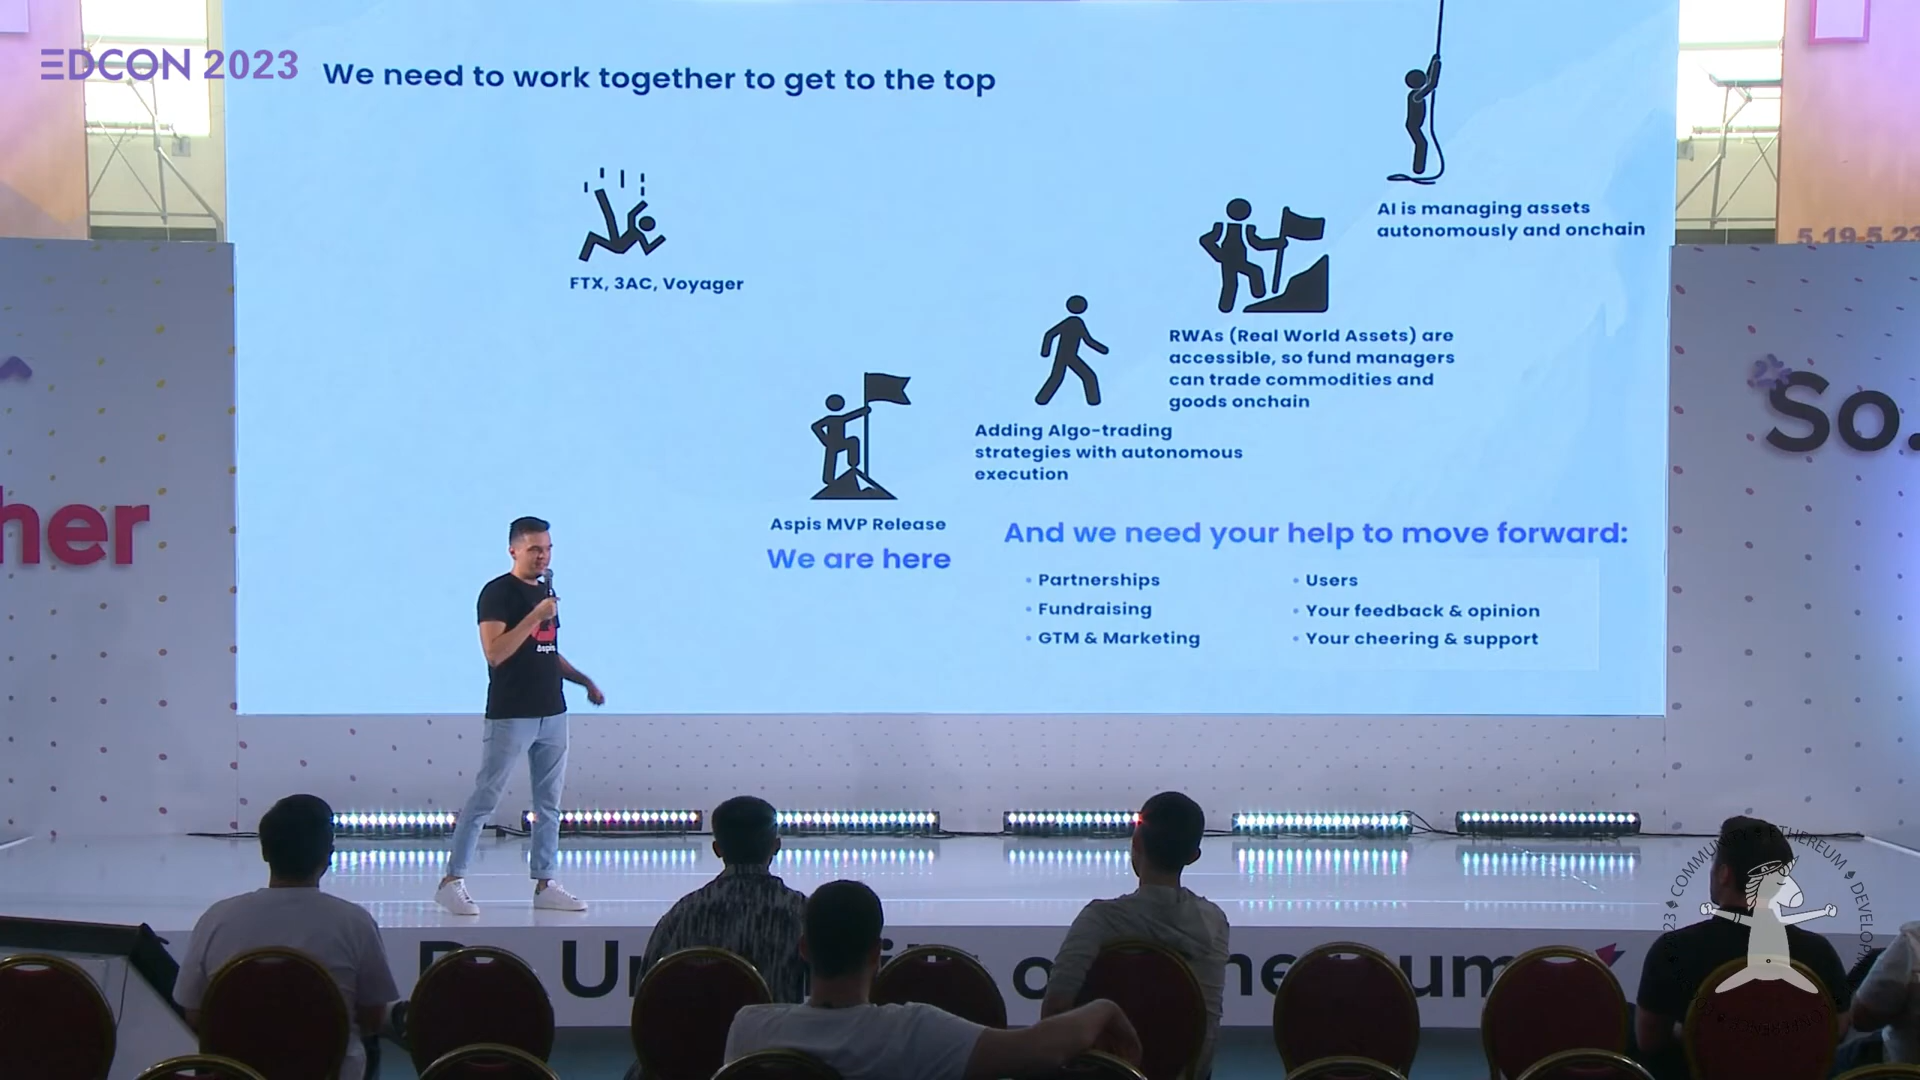 EDCON 2023
We need to work together to get to the top
FTX, 3AC, Voyager
AI is managing assets
autonomously and onchain
RWAs (Real World Assets) are
accessible, so fund managers
can trade commodities and
goods onchain
Adding Algo-trading
strategies with autonomous
execution
Aspis MVP Release
We are here
And we need your help to move forward:
• Partnerships
• Fundraising
• GTM & Marketing
• Users
• Your feedback & opinion
• Your cheering & support
5.19-5.23
her
So.
Aspis
ETHEREUM